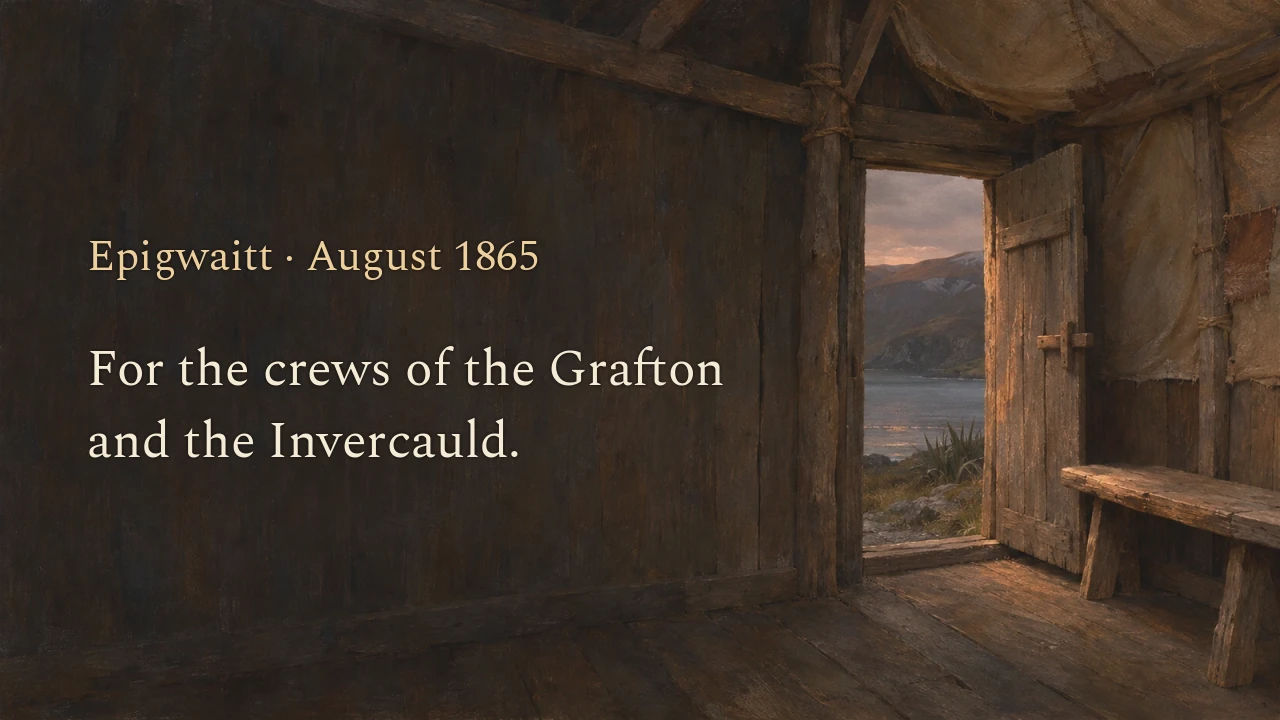 Epigwaitt · August 1865
For the crews of the Grafton
and the Invercauld.